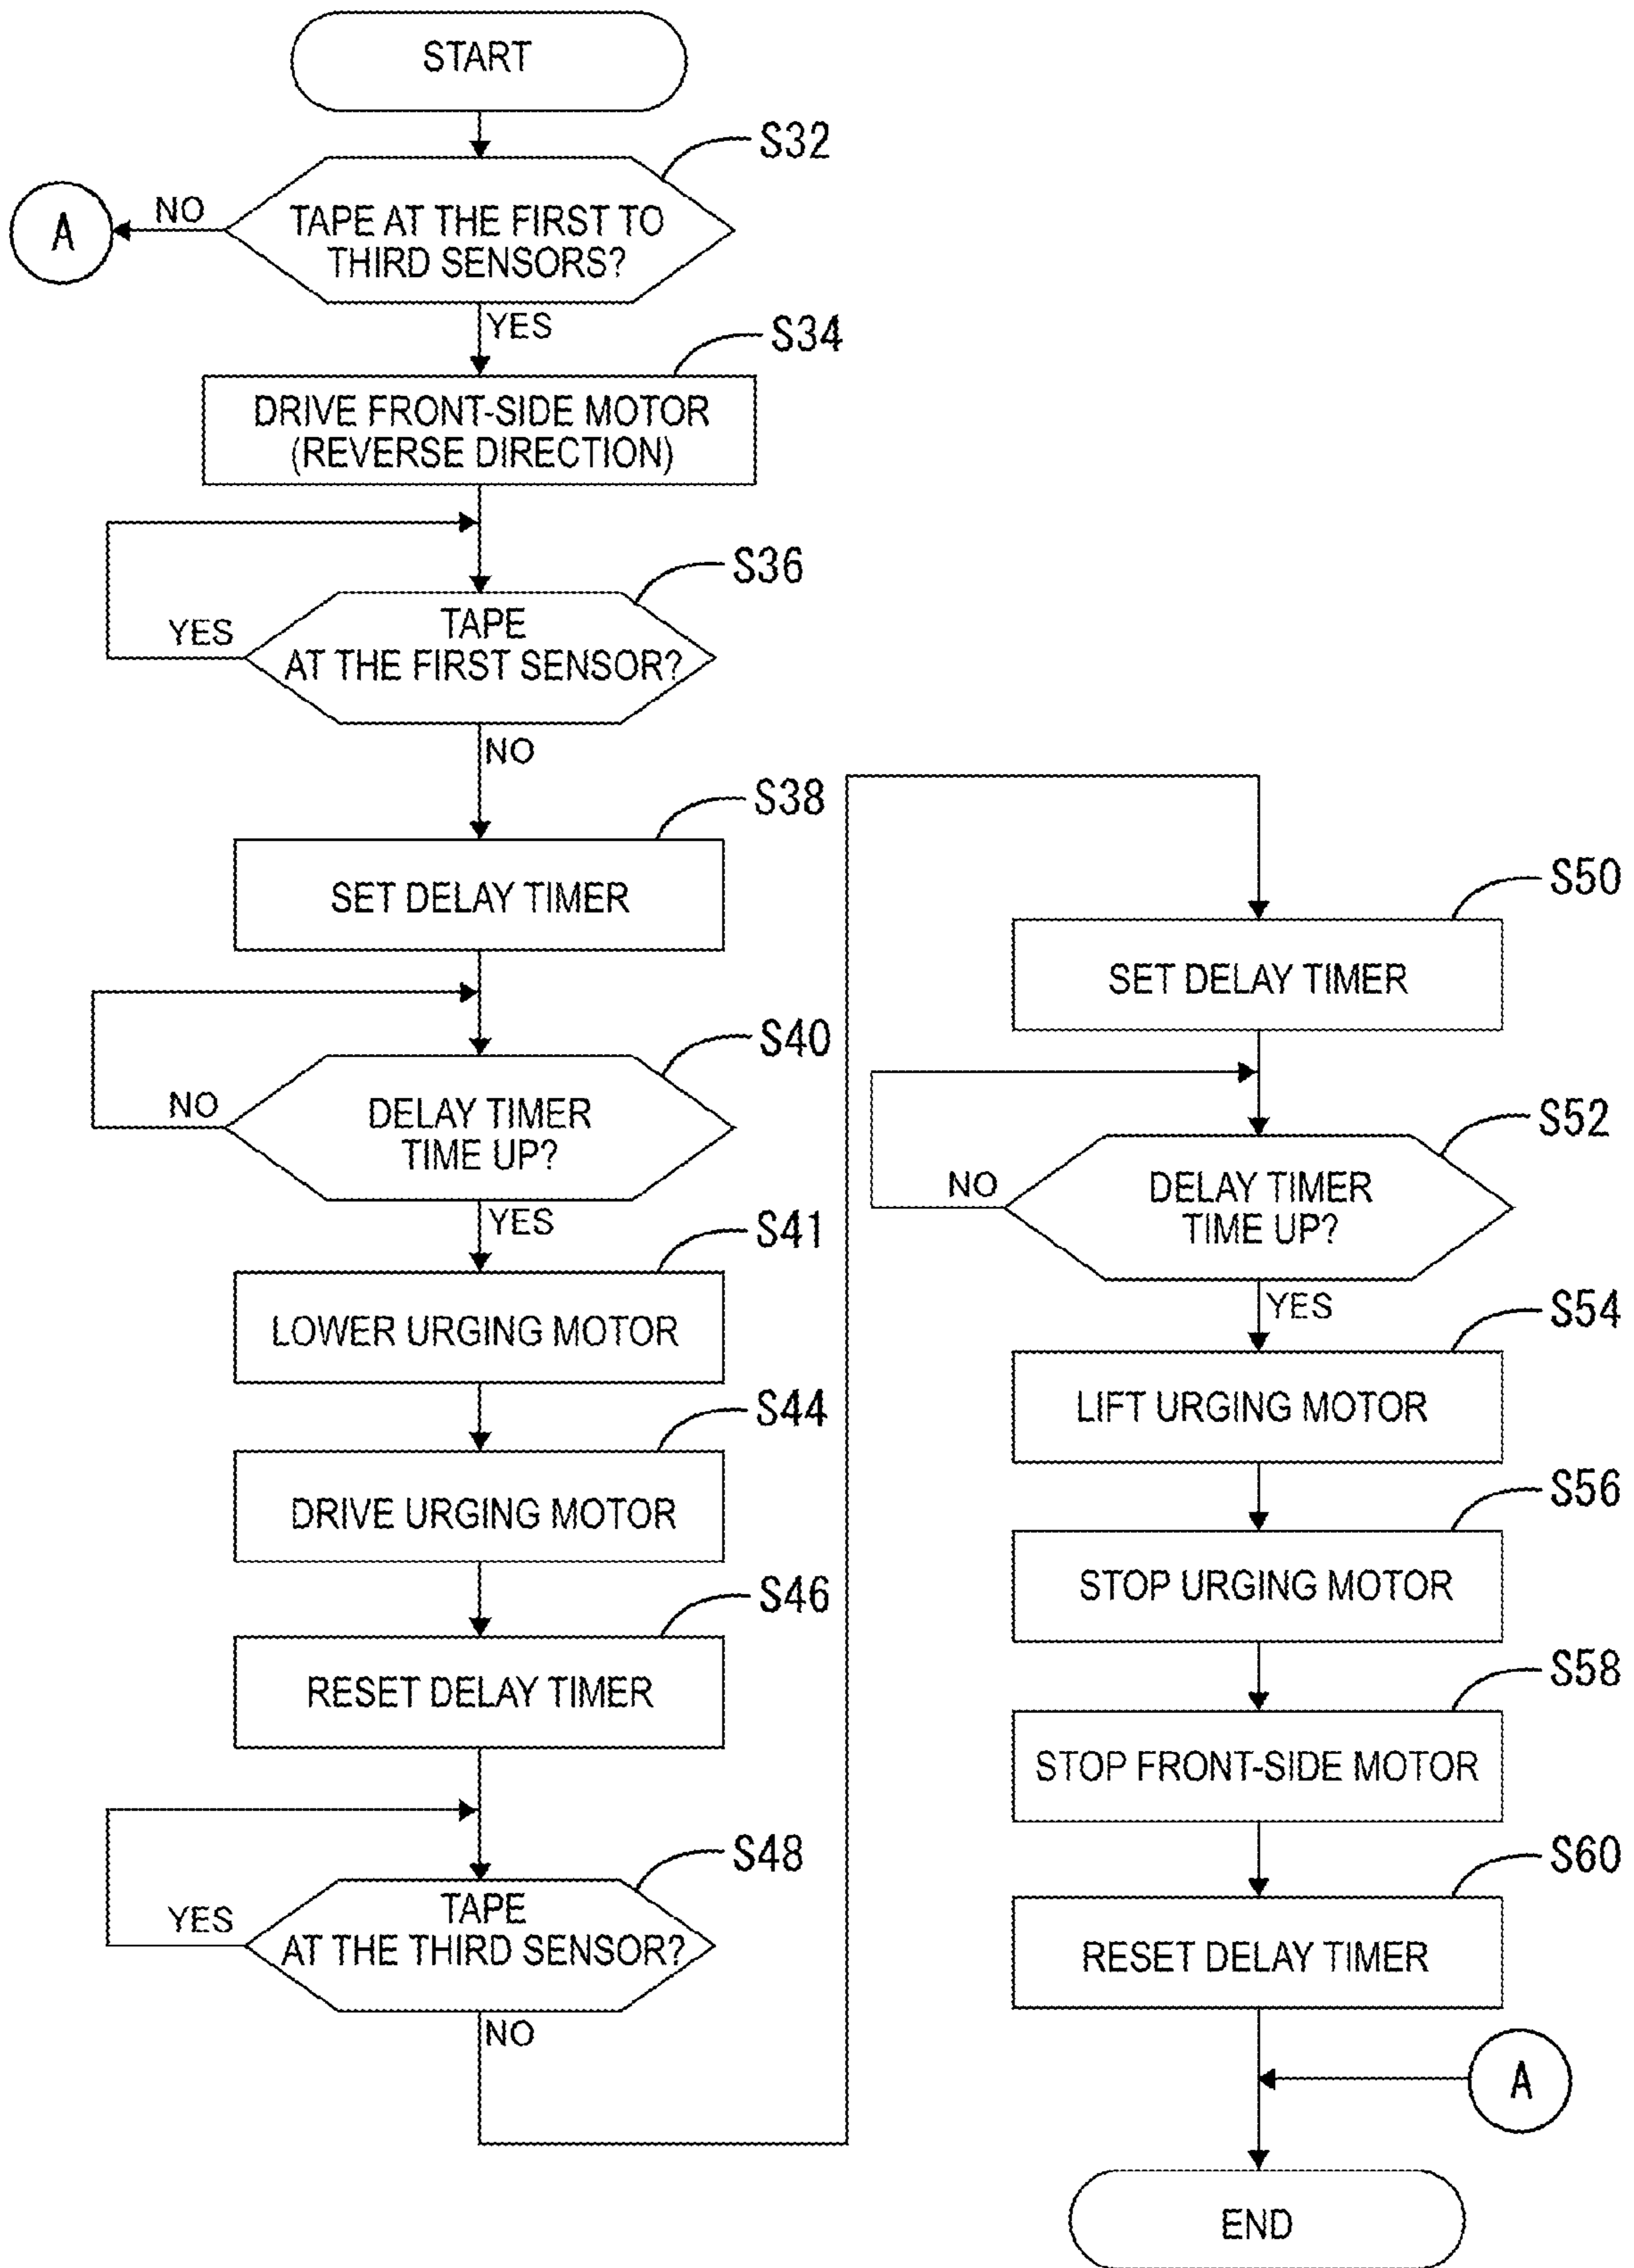 START
S32
A
NO
TAPE AT THE FIRST TO
THIRD SENSORS?
YES
S34
DRIVE FRONT-SIDE MOTOR
(REVERSE DIRECTION)
S36
YES
TAPE
AT THE FIRST SENSOR?
NO
S38
SET DELAY TIMER
S40
NO
DELAY TIMER
TIME UP?
YES
S41
LOWER URGING MOTOR
S44
DRIVE URGING MOTOR
S46
RESET DELAY TIMER
S48
YES
TAPE
AT THE THIRD SENSOR?
NO
S50
SET DELAY TIMER
S52
NO
DELAY TIMER
TIME UP?
YES
S54
LIFT URGING MOTOR
S56
STOP URGING MOTOR
S58
STOP FRONT-SIDE MOTOR
S60
RESET DELAY TIMER
A
END